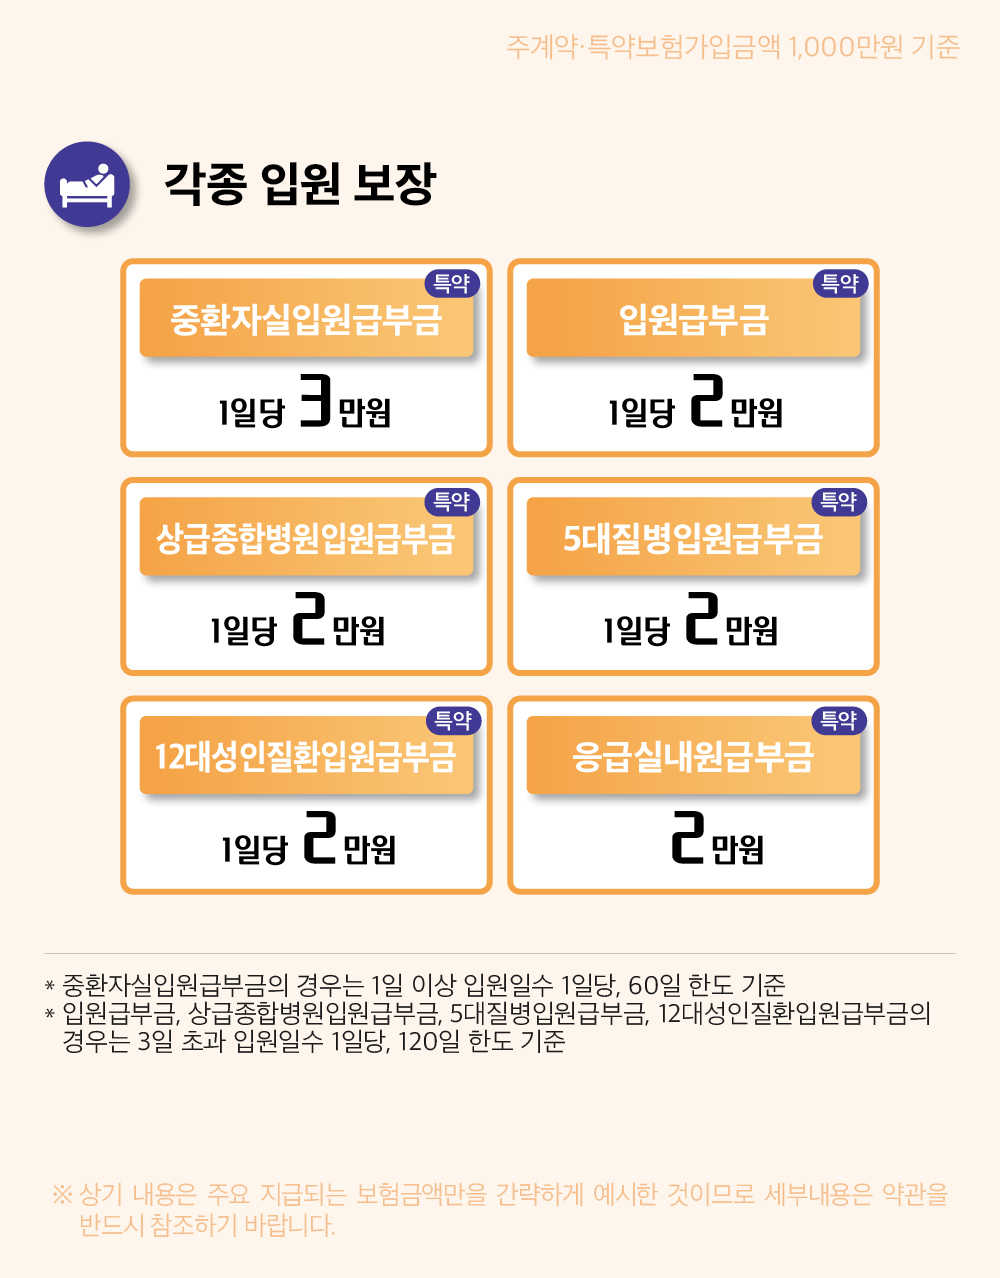 주계약·특약보험가입금액 1,000만원 기준
각종 입원 보장
특약
중환자실입원급부금
1일당 3만원
특약
입원급부금
1일당 2만원
특약
상급종합병원입원급부금
1일당 2만원
특약
5대질병입원급부금
1일당 2만원
특약
12대성인질환입원급부금
1일당 2만원
특약
응급실내원급부금
2만원
* 중환자실입원급부금의 경우는 1일 이상 입원일수 1일당, 60일 한도 기준
* 입원급부금, 상급종합병원입원급부금, 5대질병입원급부금, 12대성인질환입원급부금의
경우는 3일 초과 입원일수 1일당, 120일 한도 기준
※ 상기 내용은 주요 지급되는 보험금액만을 간략하게 예시한 것이므로 세부내용은 약관을
반드시 참조하기 바랍니다.